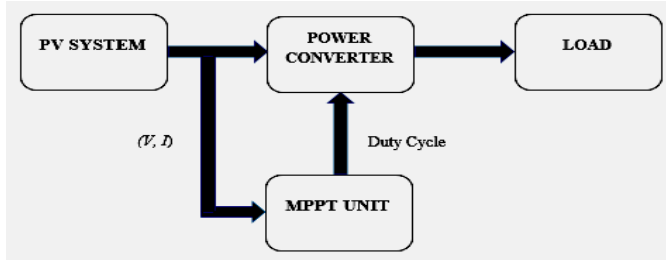 PV SYSTEM
POWER
CONVERTER
LOAD
(V, I)
Duty Cycle
MPPT UNIT